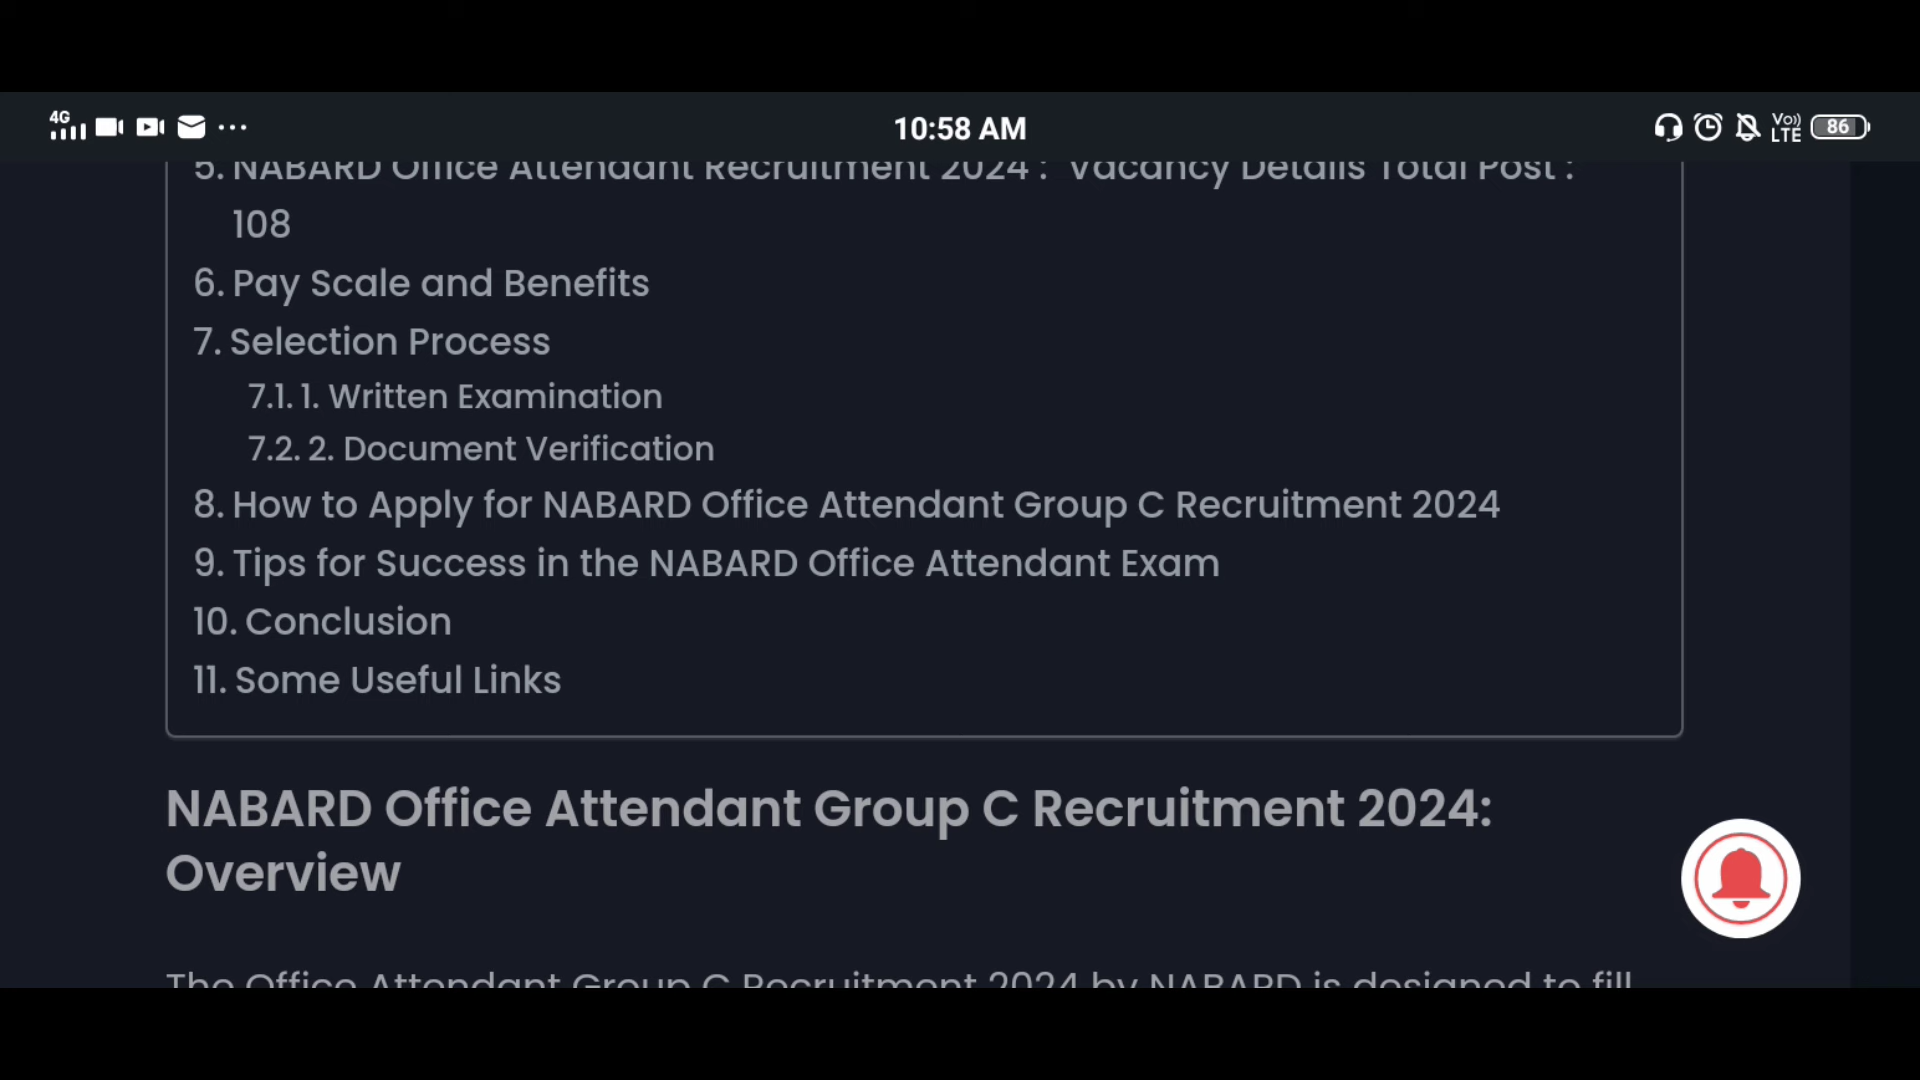 4G
10:58 AM
Vo))
LTE
86
5. NABARD Office Attendant Recruitment 2024 : Vacancy Details Total Post :
108
6. Pay Scale and Benefits
7. Selection Process
7.1. 1. Written Examination
7.2. 2. Document Verification
8. How to Apply for NABARD Office Attendant Group C Recruitment 2024
9. Tips for Success in the NABARD Office Attendant Exam
10. Conclusion
11. Some Useful Links
NABARD Office Attendant Group C Recruitment 2024:
Overview
The Office Attendant Group C Recruitment 2024 by NABARD is designed to fill